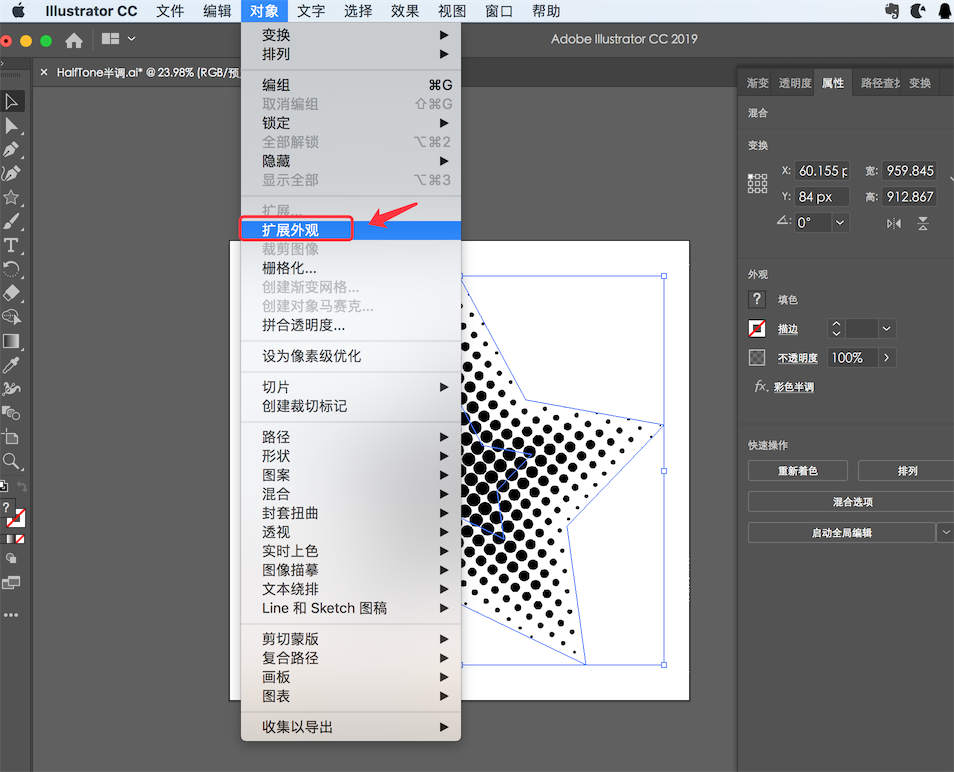 Illustrator CC 文件 编辑 对象 文字 选择 效果 视图 窗口 帮助
Adobe Illustrator CC 2019
× HalfTone半调.ai* @ 23.98% (RGB/预
变换
排列
编组 ⌘G
取消编组 ⇧⌘G
锁定
全部解锁 ⌥⌘2
隐藏
显示全部 ⌥⌘3
扩展...
扩展外观
裁剪图像
栅格化...
创建渐变网格...
创建对象马赛克...
拼合透明度...
设为像素级优化
切片
创建裁切标记
路径
形状
图案
混合
封套扭曲
透视
实时上色
图像描摹
文本绕排
Line 和 Sketch 图稿
剪切蒙版
复合路径
画板
图表
收集以导出
渐变 透明度 属性 路径查找 变换
混合
变换
X: 60.155 p 宽: 959.845
Y: 84 px 高: 912.867
0°
外观
? 填色
描边
不透明度 100%
fx. 彩色半调
快速操作
重新着色 排列
混合选项
启动全局编辑